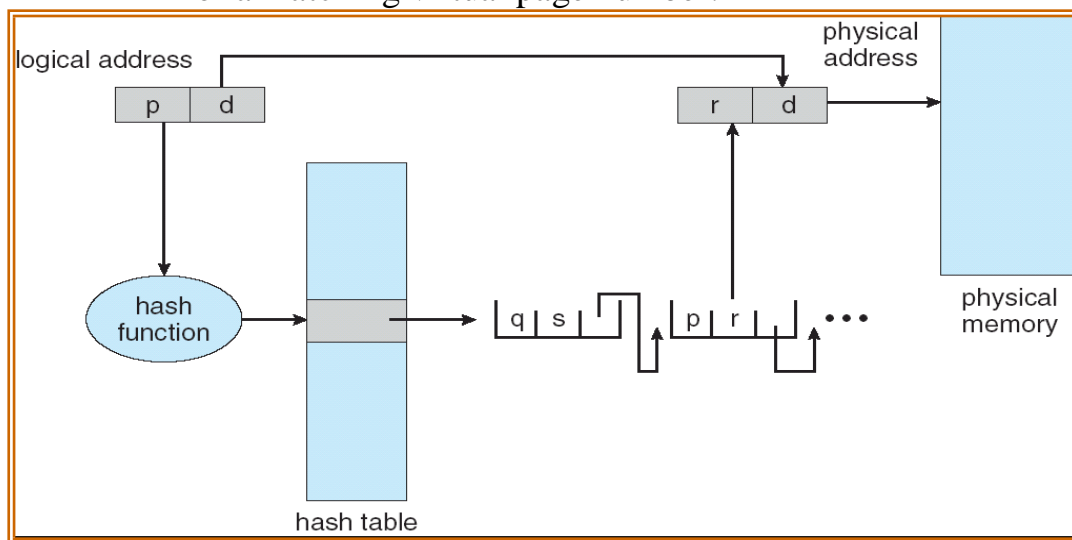 physical
address
logical address
p d
r d
hash
function
q s
p r
•••
physical
memory
hash table